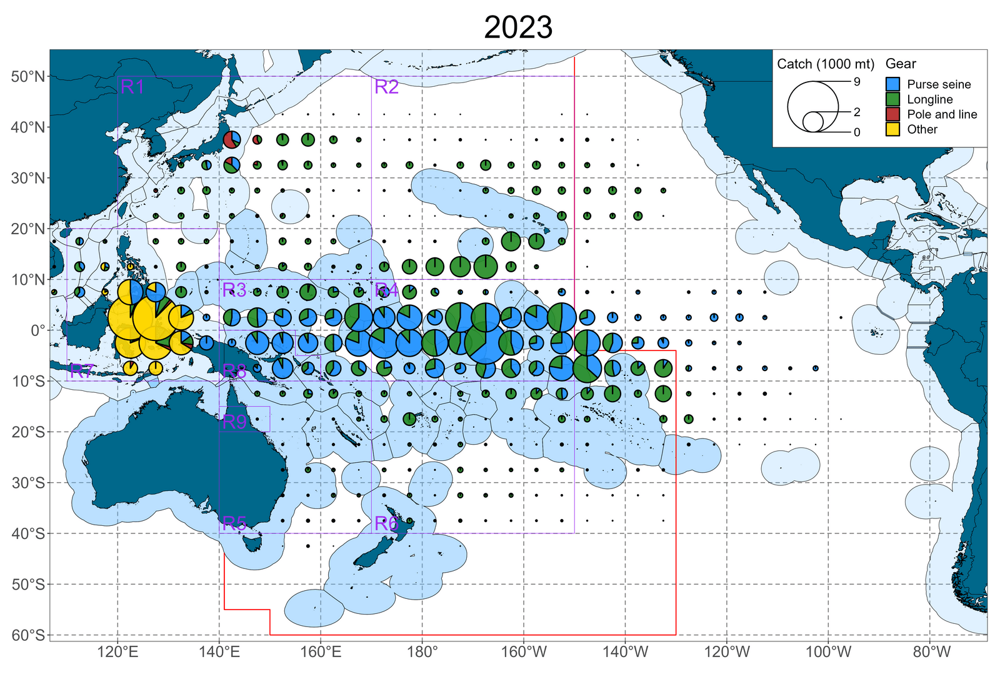 2023
Catch (1000 mt)
9
2
0
Gear
Purse seine
Longline
Pole and line
Other
50°N
40°N
30°N
20°N
10°N
0°
10°S
20°S
30°S
40°S
50°S
60°S
R1
R2
R3
R4
R7
R8
R9
R5
R6
120°E
140°E
160°E
180°
160°W
140°W
120°W
100°W
80°W